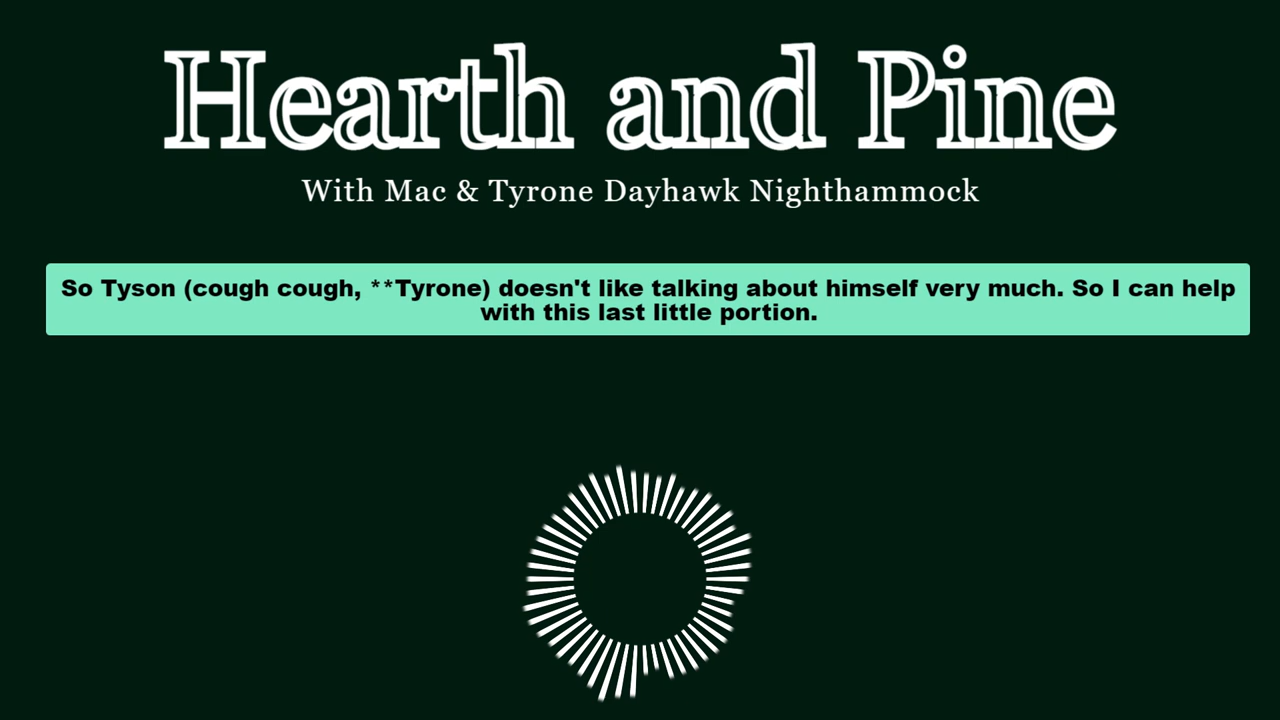 Hearth and Pine
With Mac & Tyrone Dayhawk Nighthammock
So Tyson (cough cough, **Tyrone) doesn't like talking about himself very much. So I can help
with this last little portion.